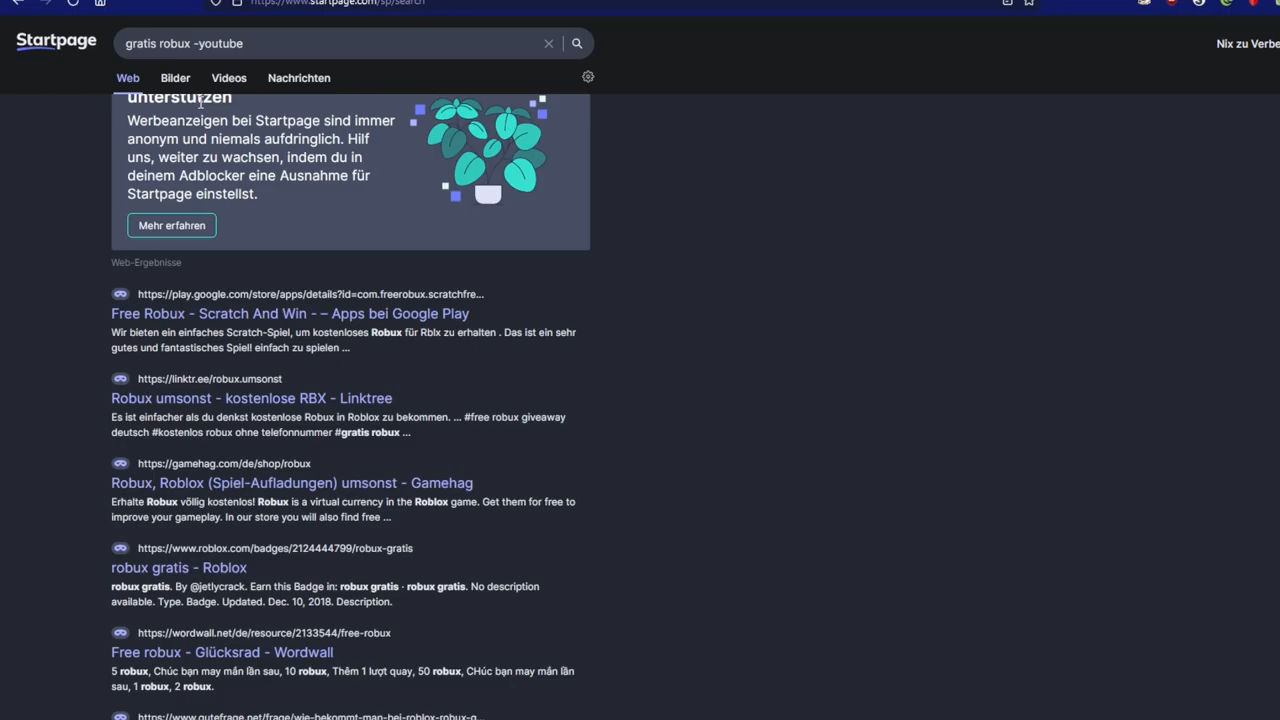 https://www.startpage.com/sp/search
Startpage
gratis robux -youtube
Nix zu Verbe
Web
Bilder
Videos
Nachrichten
unterstützen
Werbeanzeigen bei Startpage sind immer
anonym und niemals aufdringlich. Hilf
uns, weiter zu wachsen, indem du in
deinem Adblocker eine Ausnahme für
Startpage einstellst.
Mehr erfahren
Web-Ergebnisse
https://play.google.com/store/apps/details?id=com.freerobux.scratchfre...
Free Robux - Scratch And Win - – Apps bei Google Play
Wir bieten ein einfaches Scratch-Spiel, um kostenloses Robux für Rblx zu erhalten . Das ist ein sehr
gutes und fantastisches Spiell einfach zu spielen ...
https://linktr.ee/robux.umsonst
Robux umsonst - kostenlose RBX - Linktree
Es ist einfacher als du denkst kostenlose Robux in Roblox zu bekommen. ... #free robux giveaway
deutsch #kostenlos robux ohne telefonnummer #gratis robux ...
https://gamehag.com/de/shop/robux
Robux, Roblox (Spiel-Aufladungen) umsonst - Gamehag
Erhalte Robux völlig kostenlos! Robux is a virtual currency in the Roblox game. Get them for free to
improve your gameplay. In our store you will also find free ...
https://www.roblox.com/badges/2124444799/robux-gratis
robux gratis - Roblox
robux gratis. By @jetlycrack. Earn this Badge in: robux gratis · robux gratis. No description
available. Type. Badge. Updated. Dec. 10, 2018. Description.
https://wordwall.net/de/resource/2133544/free-robux
Free robux - Glücksrad - Wordwall
5 robux, Chúc bạn may mắn lần sau, 10 robux, Thêm 1 lượt quay, 50 robux, CHúc bạn may mắn lần
sau, 1 robux, 2 robux.
https://www.gutefrage.net/frage/wie-bekommt-man-bei-roblox-robux-g...